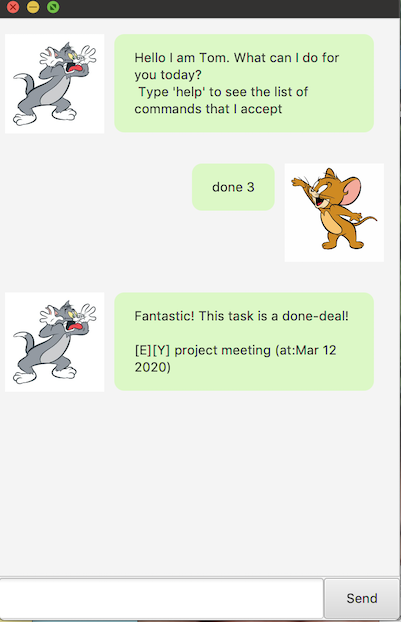 Hello I am Tom. What can I do for
you today?
Type 'help' to see the list of
commands that I accept
done 3
Fantastic! This task is a done-deal!
[E][Y] project meeting (at:Mar 12
2020)
Send